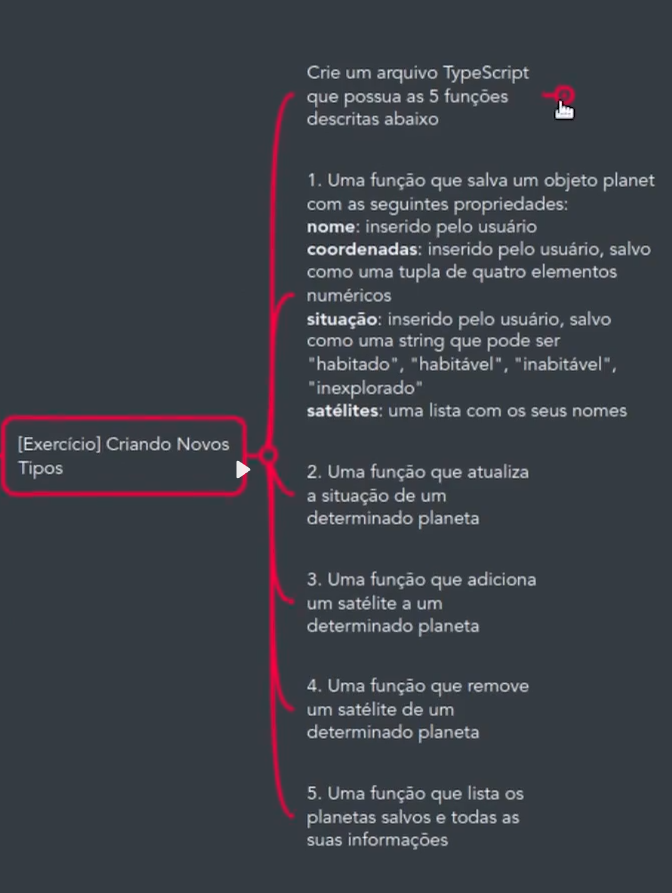 Crie um arquivo TypeScript
que possua as 5 funções
descritas abaixo
1. Uma função que salva um objeto planet
com as seguintes propriedades:
nome: inserido pelo usuário
coordenadas: inserido pelo usuário, salvo
como uma tupla de quatro elementos
numéricos
situação: inserido pelo usuário, salvo
como uma string que pode ser
"habitado", "habitável", "inabitável",
"inexplorado"
satélites: uma lista com os seus nomes
[Exercício] Criando Novos
Tipos
2. Uma função que atualiza
a situação de um
determinado planeta
3. Uma função que adiciona
um satélite a um
determinado planeta
4. Uma função que remove
um satélite de um
determinado planeta
5. Uma função que lista os
planetas salvos e todas as
suas informações